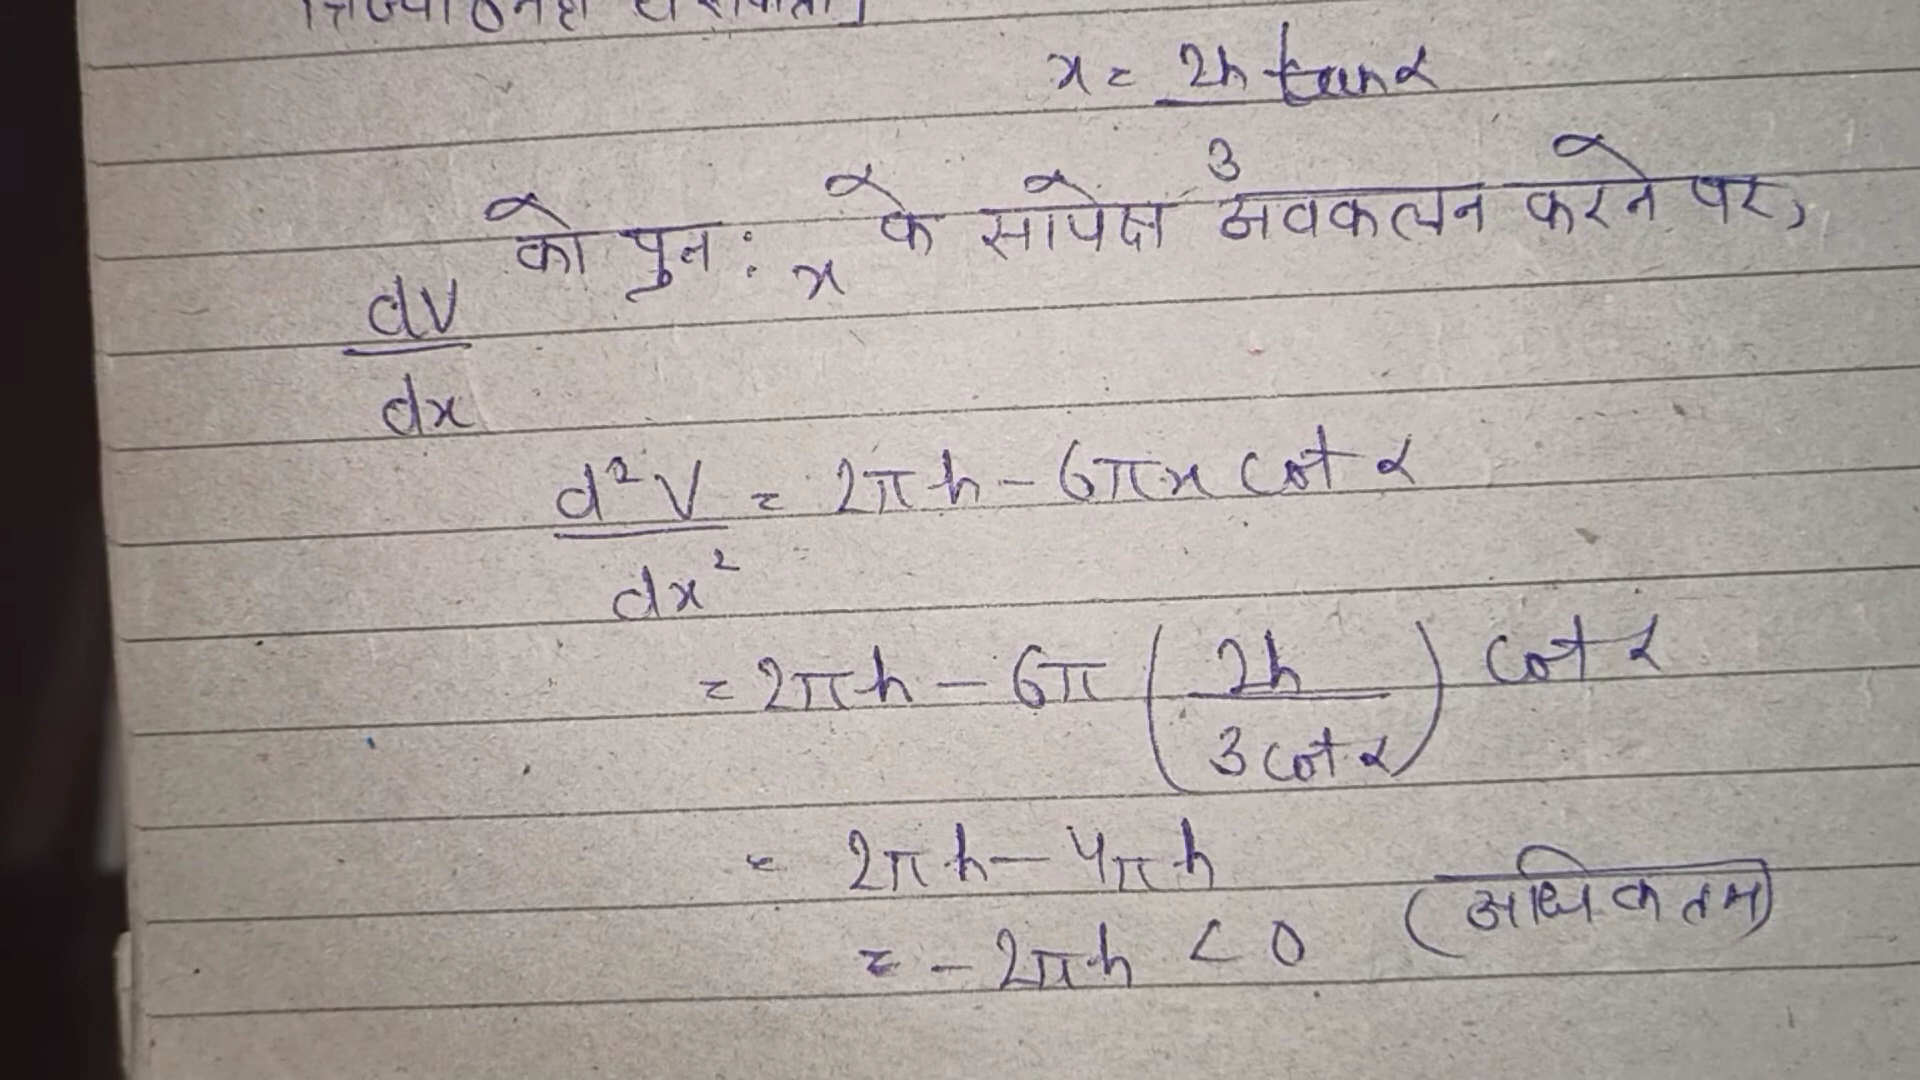 x = 2h tan α
3
dV को पुन: x के सापेक्ष अवकलन करने पर,
dx
d²V = 2πh - 6πx cot α
dx²
= 2πh - 6π (2h) cot α
3 cot α
= 2πh - 4πh
= - 2πh < 0 (अधिकतम)